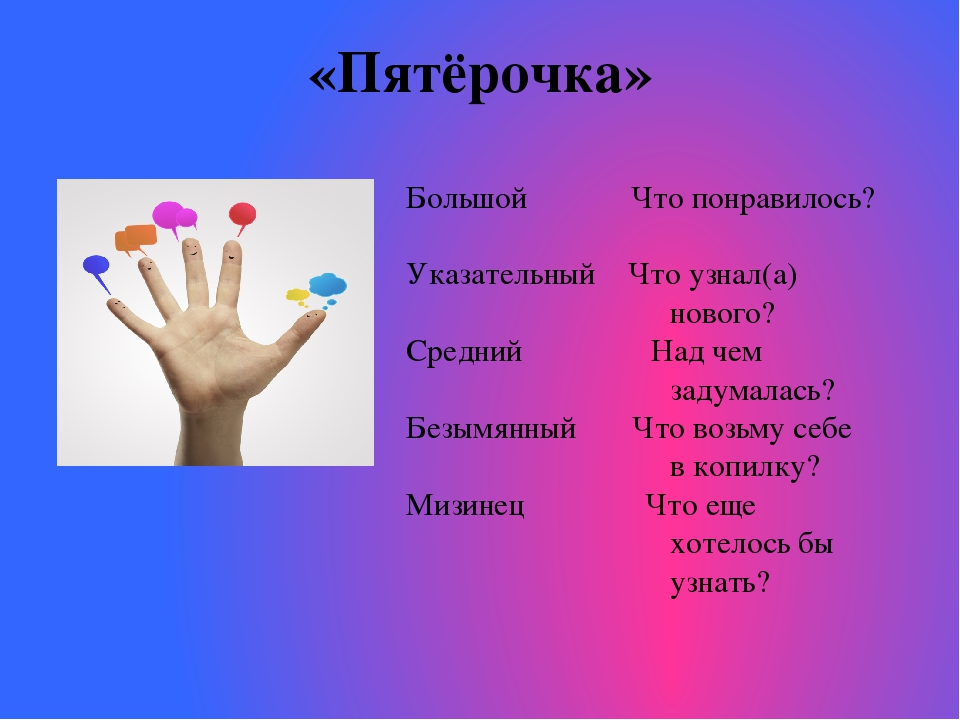 «Пятёрочка»
Большой Что понравилось?
Указательный Что узнал(а)
нового?
Средний Над чем
задумалась?
Безымянный Что возьму себе
в копилку?
Мизинец Что еще
хотелось бы
узнать?